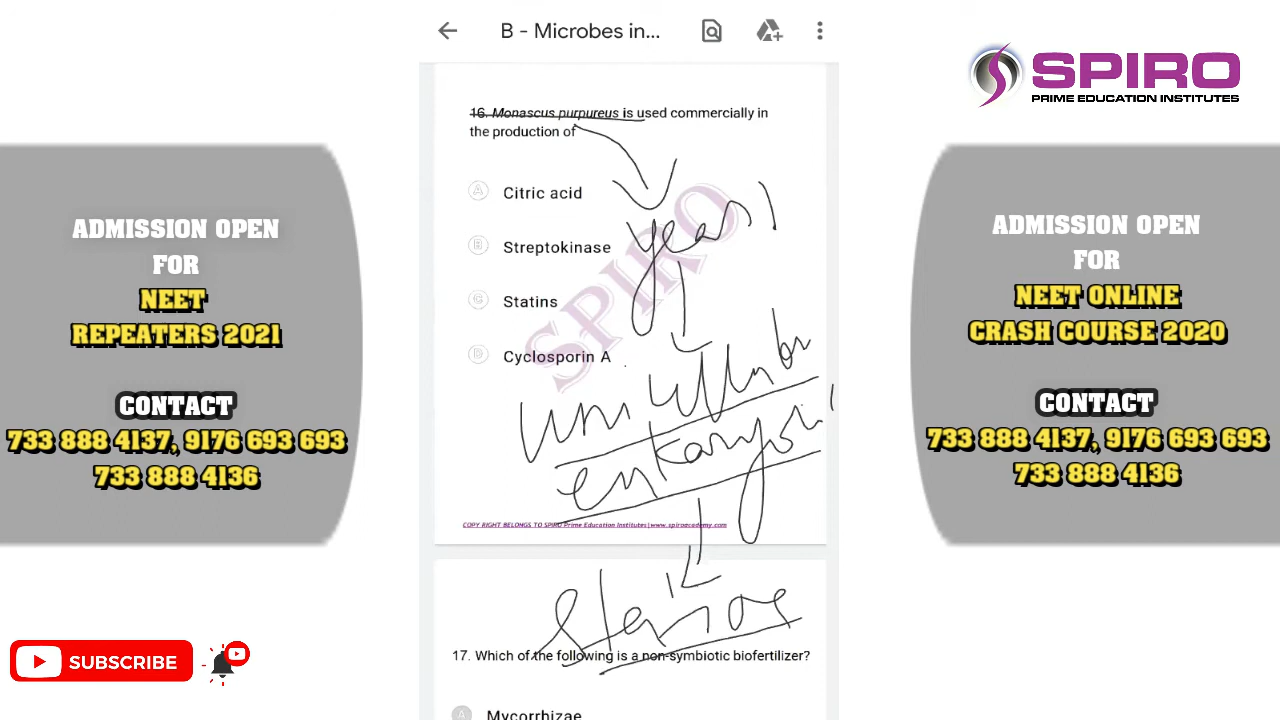 B - Microbes in...
SPIRO
PRIME EDUCATION INSTITUTES
16. Monascus purpureus is used commercially in
the production of
A Citric acid
B Streptokinase
C Statins
D Cyclosporin A
SPIRO
COPY RIGHT BELONGS TO SPIRO Prime Education Institutes|www.spiroacademy.com
17. Which of the following is a non-symbiotic biofertilizer?
A Mycorrhizae
ADMISSION OPEN
FOR
NEET
REPEATERS 2021
CONTACT
733 888 4137, 9176 693 693
733 888 4136
ADMISSION OPEN
FOR
NEET ONLINE
CRASH COURSE 2020
CONTACT
733 888 4137, 9176 693 693
733 888 4136
SUBSCRIBE